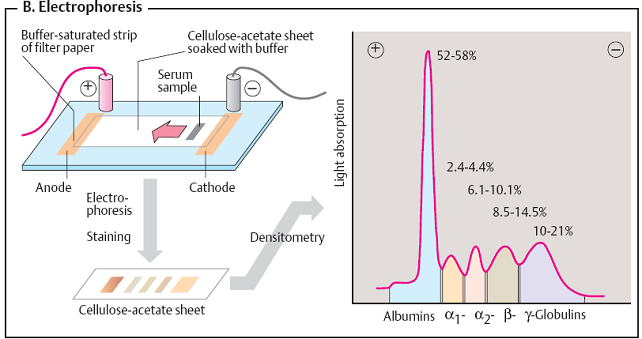 B. Electrophoresis
Buffer-saturated strip
of filter paper
Cellulose-acetate sheet
soaked with buffer
Serum
sample
+
−
Anode
Cathode
Electro-
phoresis
Staining
Densitometry
Cellulose-acetate sheet
+
−
Light absorption
52-58%
2.4-4.4%
6.1-10.1%
8.5-14.5%
10-21%
Albumins α1- α2- β- γ-Globulins